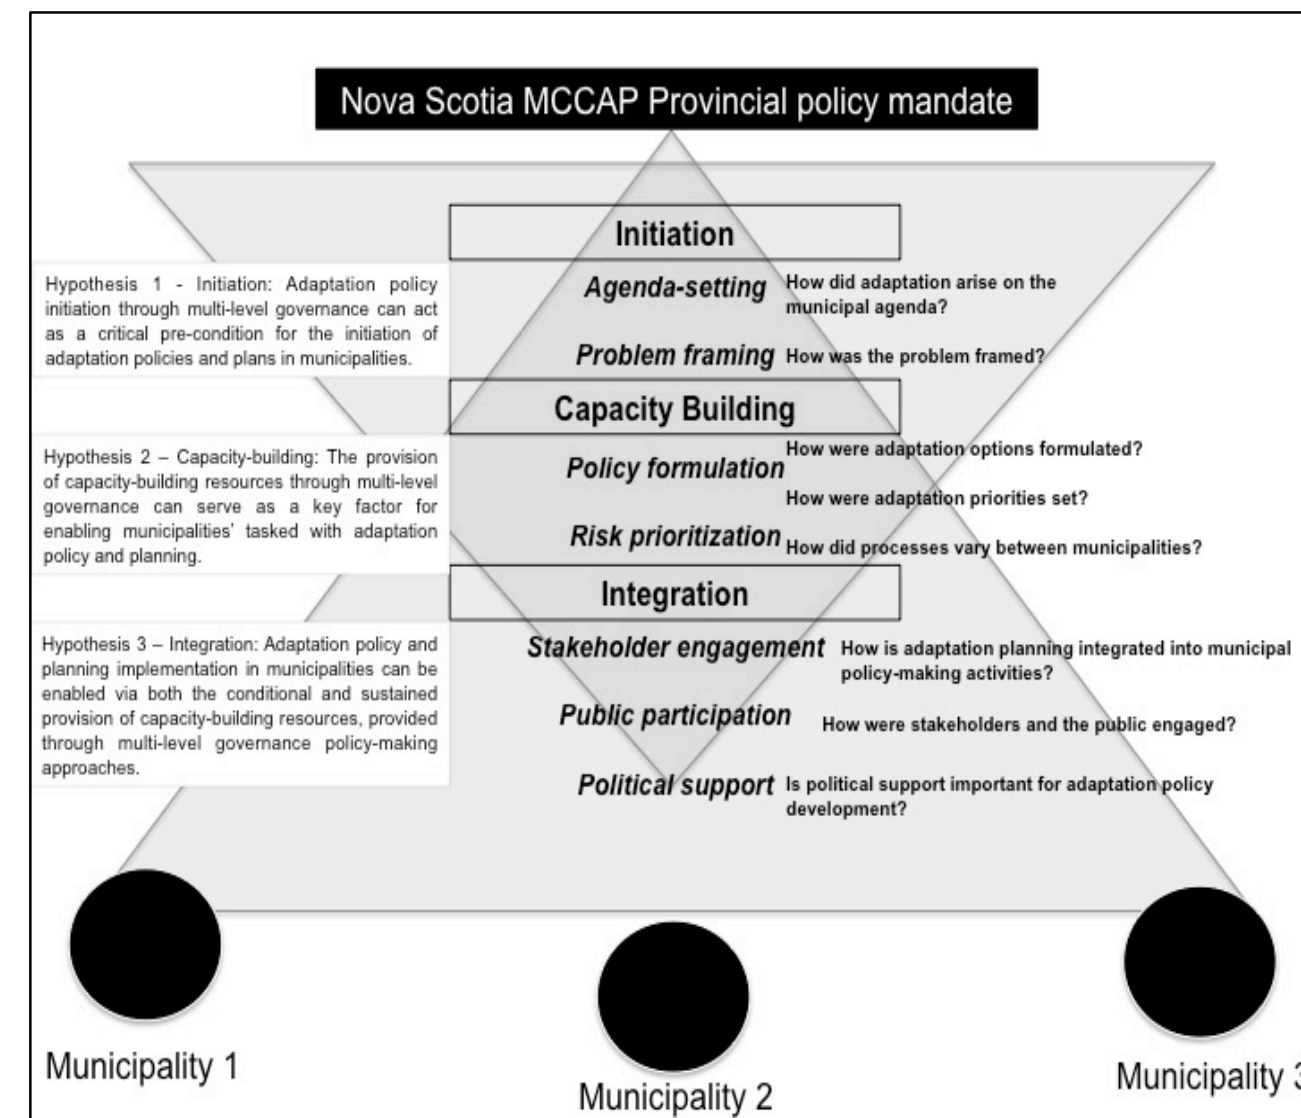 Nova Scotia MCCAP Provincial policy mandate
Initiation
Hypothesis 1 - Initiation: Adaptation policy
initiation through multi-level governance can act
as a critical pre-condition for the initiation of
adaptation policies and plans in municipalities.
Agenda-setting
How did adaptation arise on the
municipal agenda?
Problem framing
How was the problem framed?
Capacity Building
Hypothesis 2 – Capacity-building: The provision
of capacity-building resources through multi-level
governance can serve as a key factor for
enabling municipalities' tasked with adaptation
policy and planning.
Policy formulation
How were adaptation options formulated?
How were adaptation priorities set?
Risk prioritization
How did processes vary between municipalities?
Integration
Hypothesis 3 – Integration: Adaptation policy and
planning implementation in municipalities can be
enabled via both the conditional and sustained
provision of capacity-building resources, provided
through multi-level governance policy-making
approaches.
Stakeholder engagement
How is adaptation planning integrated into municipal
policy-making activities?
Public participation
How were stakeholders and the public engaged?
Political support
Is political support important for adaptation policy
development?
Municipality 1
Municipality 2
Municipality 3